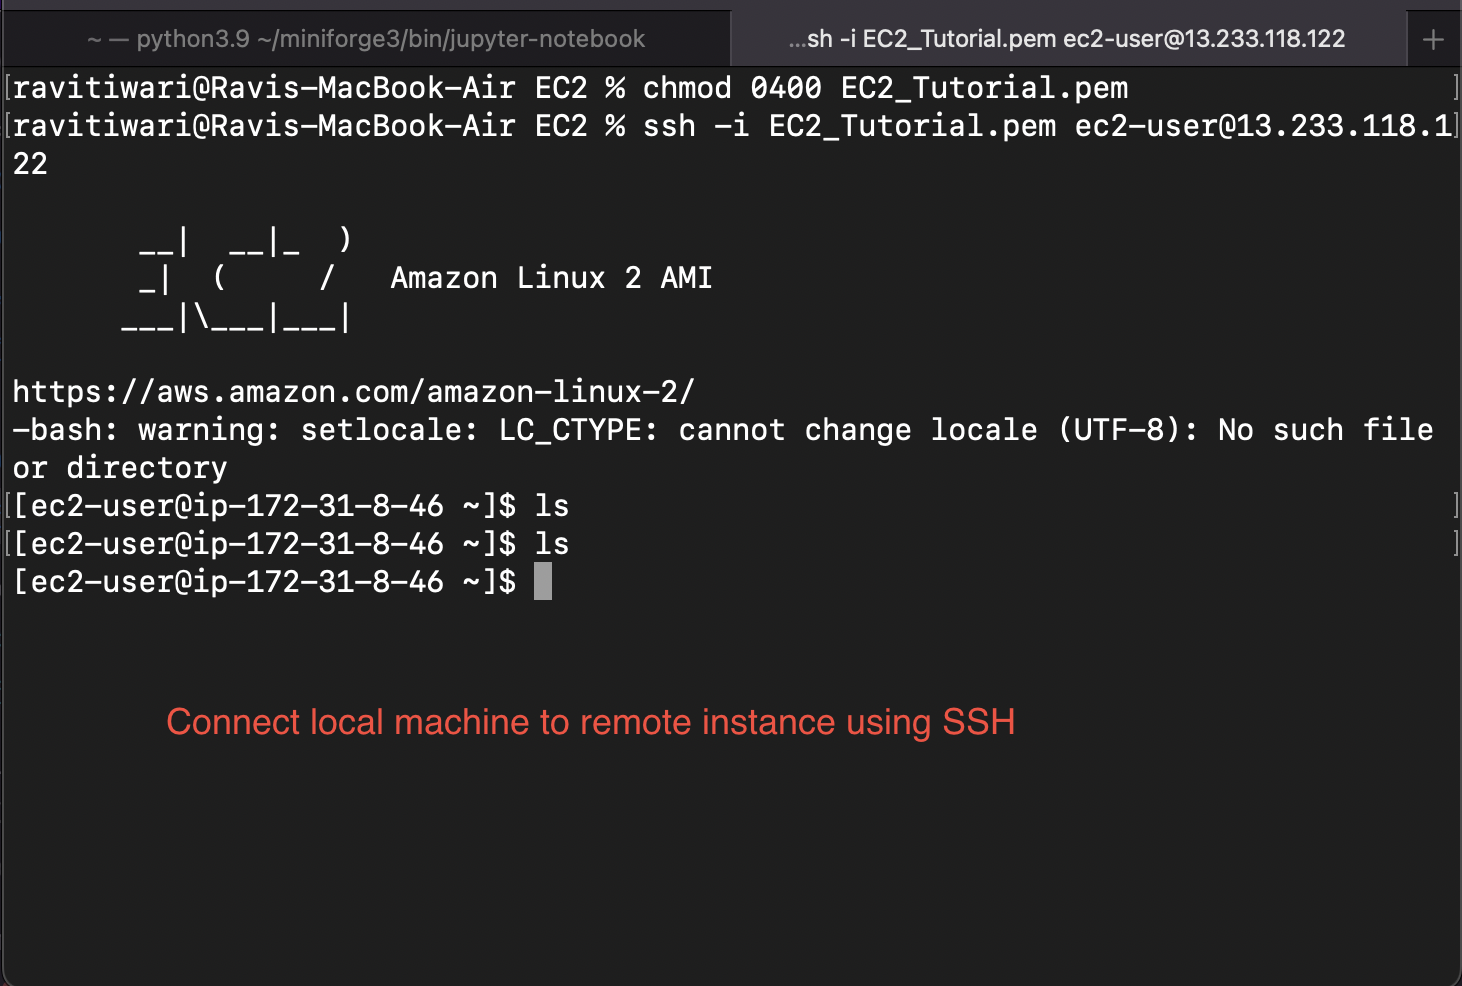 ~ — python3.9 ~/miniforge3/bin/jupyter-notebook
...sh -i EC2_Tutorial.pem ec2-user@13.233.118.122
+
[ravitiwari@Ravis-MacBook-Air EC2 % chmod 0400 EC2_Tutorial.pem ]
[ravitiwari@Ravis-MacBook-Air EC2 % ssh -i EC2_Tutorial.pem ec2-user@13.233.118.1]
22
       __|  __|_  )
       _|  (     /   Amazon Linux 2 AMI
      ___|\___|___|
https://aws.amazon.com/amazon-linux-2/
-bash: warning: setlocale: LC_CTYPE: cannot change locale (UTF-8): No such file
or directory
[[ec2-user@ip-172-31-8-46 ~]$ ls ]
[[ec2-user@ip-172-31-8-46 ~]$ ls ]
[ec2-user@ip-172-31-8-46 ~]$
Connect local machine to remote instance using SSH